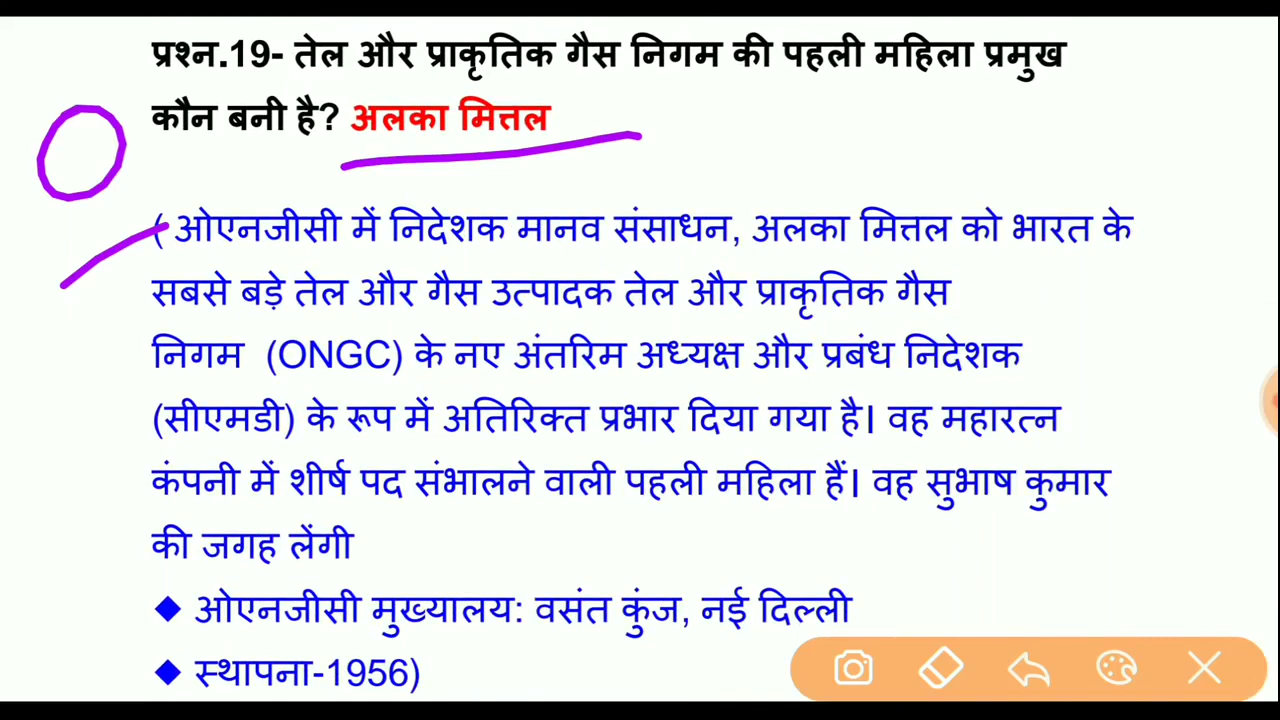 प्रश्न.19- तेल और प्राकृतिक गैस निगम की पहली महिला प्रमुख
कौन बनी है? अलका मित्तल
( ओएनजीसी में निदेशक मानव संसाधन, अलका मित्तल को भारत के
सबसे बड़े तेल और गैस उत्पादक तेल और प्राकृतिक गैस
निगम (ONGC) के नए अंतरिम अध्यक्ष और प्रबंध निदेशक
(सीएमडी) के रूप में अतिरिक्त प्रभार दिया गया है। वह महारत्न
कंपनी में शीर्ष पद संभालने वाली पहली महिला हैं। वह सुभाष कुमार
की जगह लेंगी
◆ ओएनजीसी मुख्यालय: वसंत कुंज, नई दिल्ली
◆ स्थापना-1956)